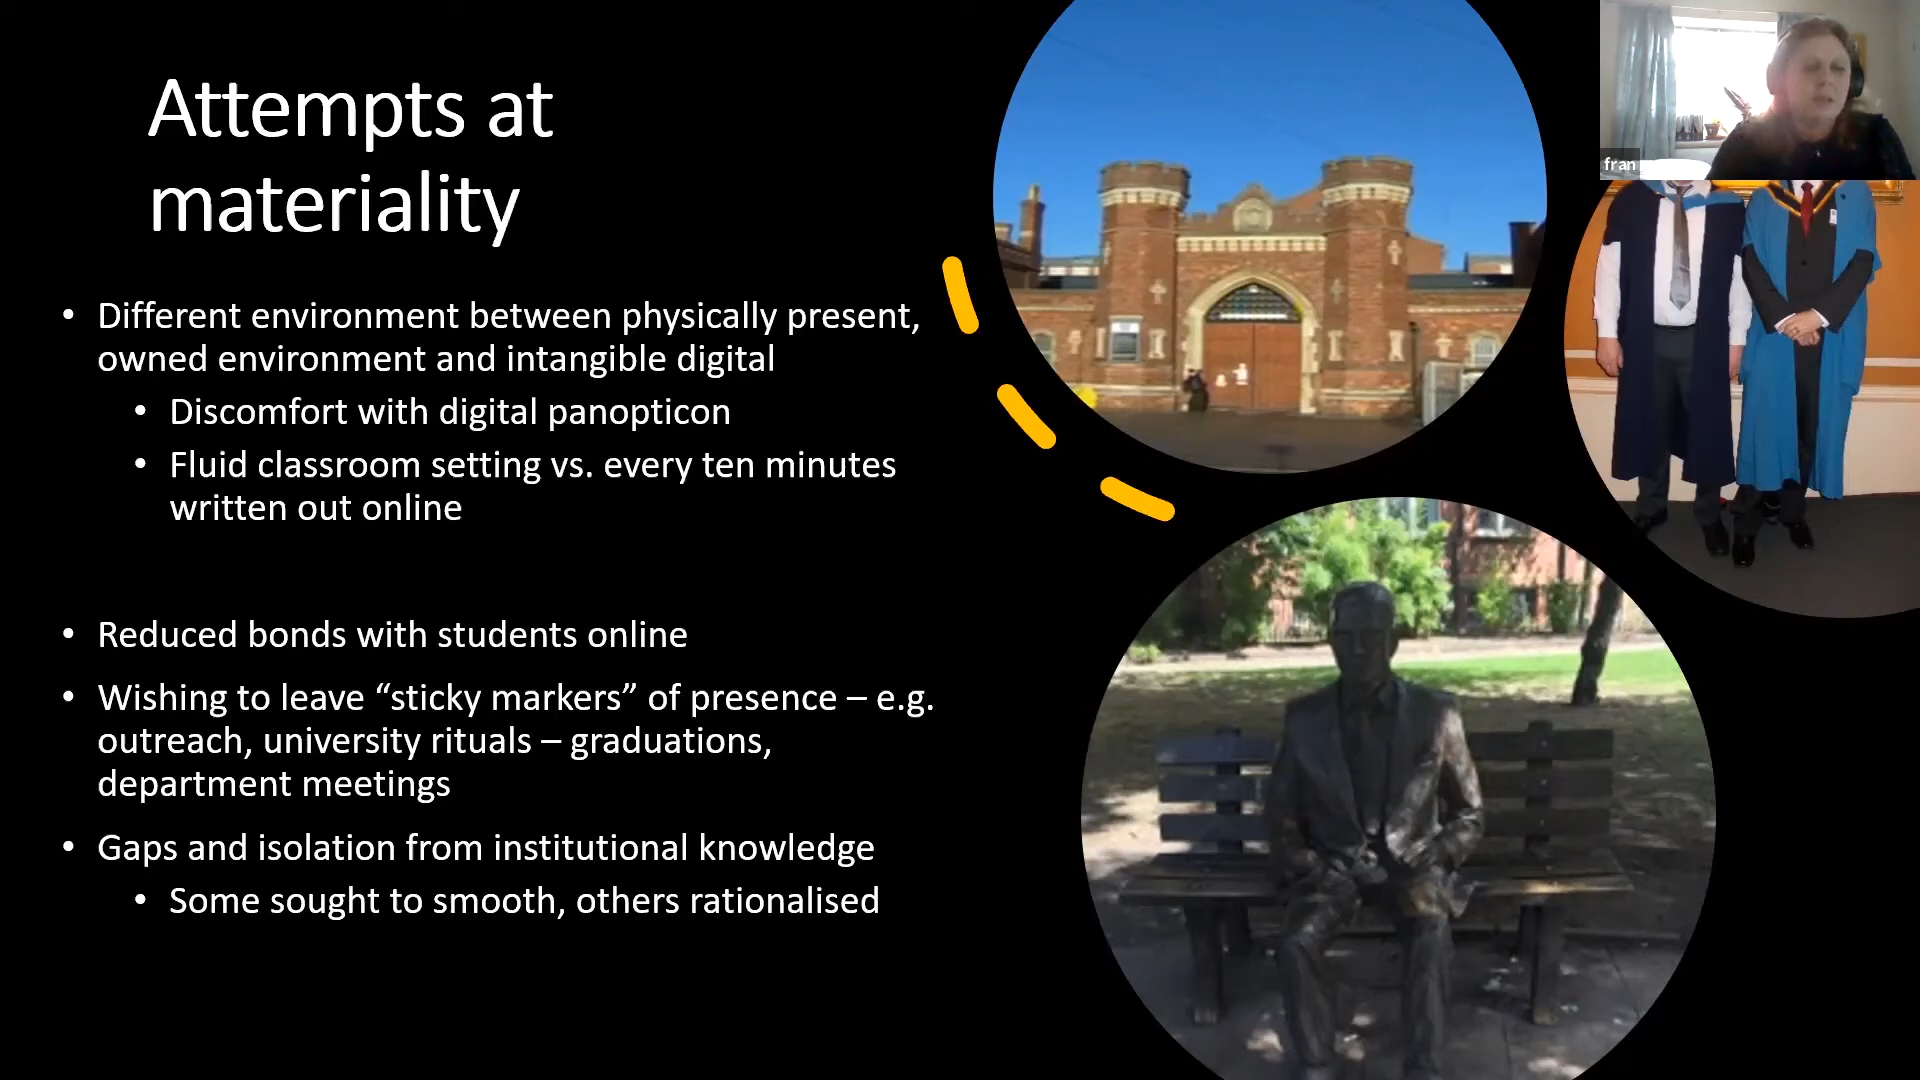 Attempts at
materiality
• Different environment between physically present,
owned environment and intangible digital
• Discomfort with digital panopticon
• Fluid classroom setting vs. every ten minutes
written out online
• Reduced bonds with students online
• Wishing to leave “sticky markers” of presence – e.g.
outreach, university rituals – graduations,
department meetings
• Gaps and isolation from institutional knowledge
• Some sought to smooth, others rationalised
fran